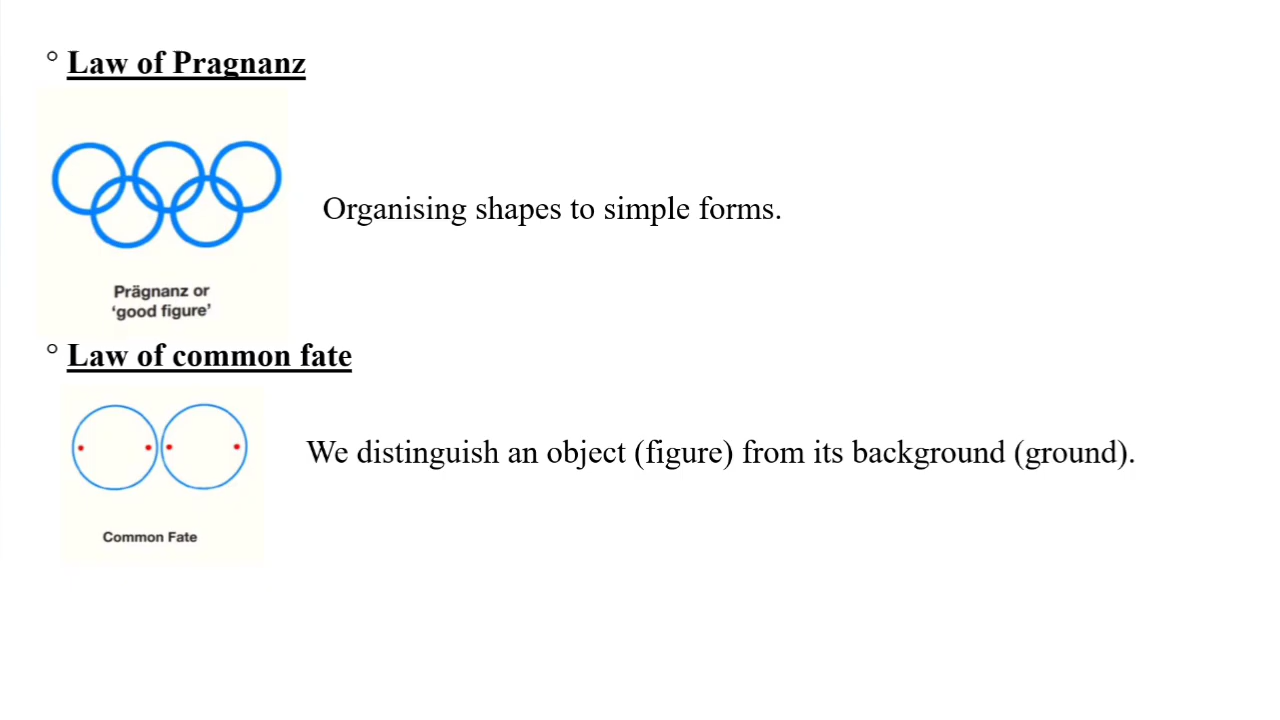 ° Law of Pragnanz
Organising shapes to simple forms.
Prägnanz or
‘good figure’
° Law of common fate
We distinguish an object (figure) from its background (ground).
Common Fate